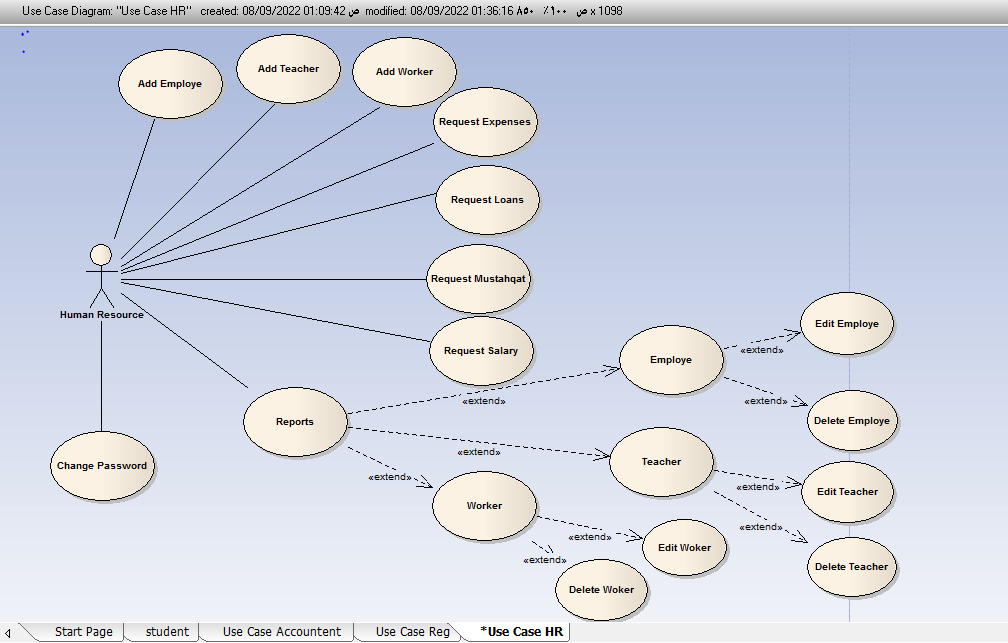 Use Case Diagram: "Use Case HR"   created: 08/09/2022 01:09:42 ص  modified: 08/09/2022 01:36:16 ص   ٪١٠٠   ٨٥٠ x 1098
Add Employe
Add Teacher
Add Worker
Request Expenses
Request Loans
Request Mustahqat
Human Resource
Request Salary
Edit Employe
Employe
«extend»
«extend»
«extend»
Reports
Delete Employe
«extend»
Change Password
Teacher
«extend»
«extend»
Edit Teacher
Worker
«extend»
«extend»
Edit Woker
«extend»
Delete Teacher
Delete Woker
Start Page
student
Use Case Accountent
Use Case Reg
*Use Case HR